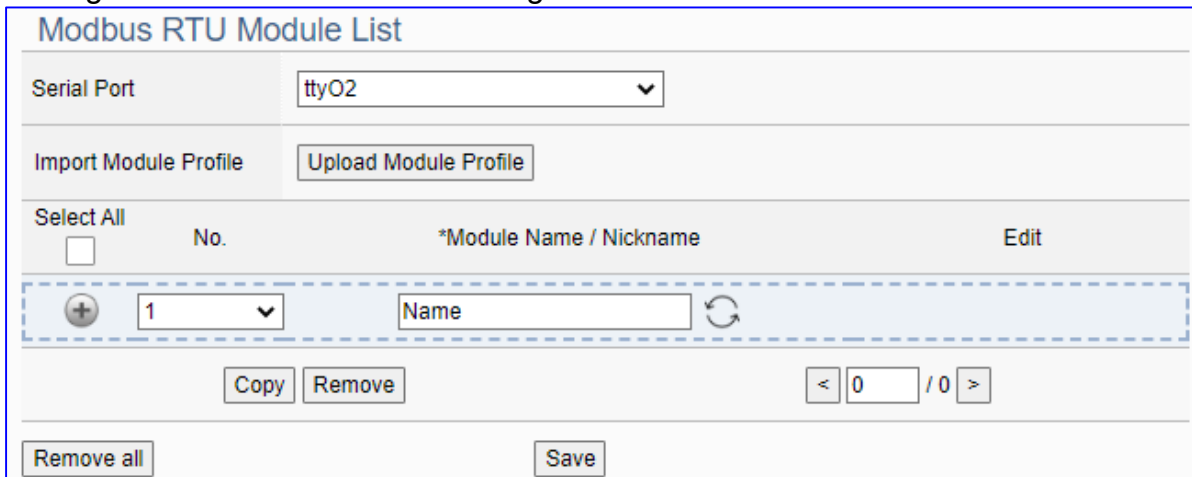 Modbus RTU Module List
Serial Port ttyO2
Import Module Profile Upload Module Profile
Select All No. *Module Name / Nickname Edit
1 Name
Copy Remove < 0 / 0 >
Remove all Save